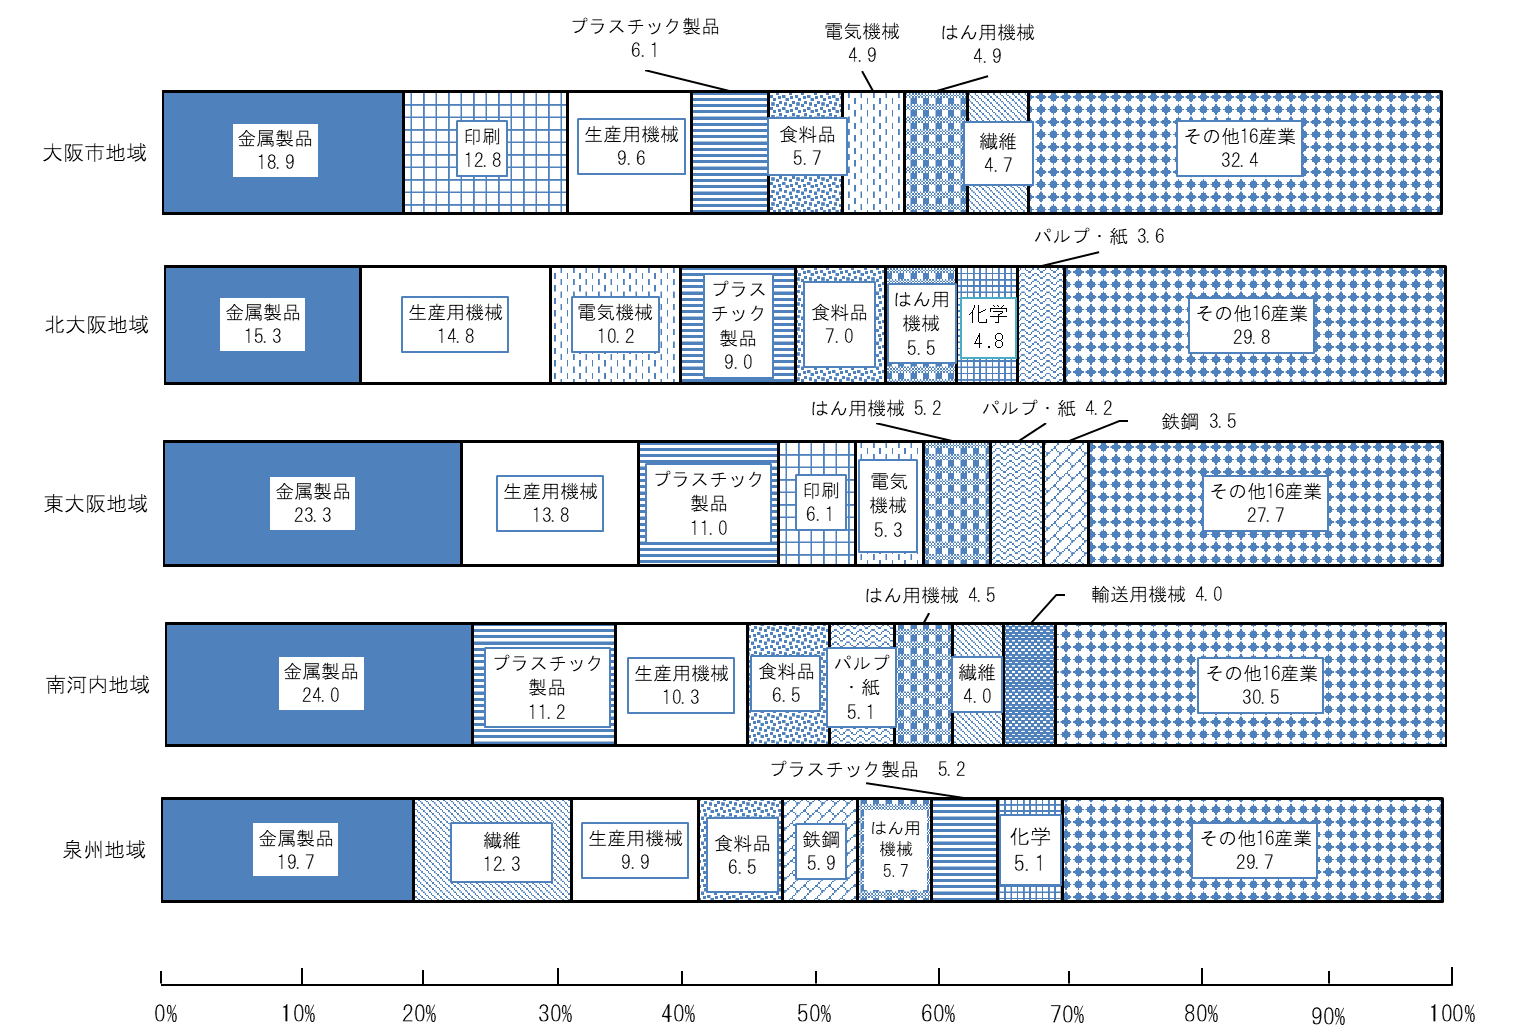 プラスチック製品
6.1
電気機械
4.9
はん用機械
4.9
大阪市地域
金属製品
18.9
印刷
12.8
生産用機械
9.6
食料品
5.7
繊維
4.7
その他16産業
32.4
パルプ・紙 3.6
北大阪地域
金属製品
15.3
生産用機械
14.8
電気機械
10.2
プラス
チック
製品
9.0
食料品
7.0
はん用
機械
5.5
化学
4.8
その他16産業
29.8
はん用機械 5.2
パルプ・紙 4.2
鉄鋼 3.5
東大阪地域
金属製品
23.3
生産用機械
13.8
プラスチック
製品
11.0
印刷
6.1
電気
機械
5.3
その他16産業
27.7
はん用機械 4.5
輸送用機械 4.0
南河内地域
金属製品
24.0
プラスチック
製品
11.2
生産用機械
10.3
食料品
6.5
パルプ
・紙
5.1
繊維
4.0
その他16産業
30.5
プラスチック製品 5.2
泉州地域
金属製品
19.7
繊維
12.3
生産用機械
9.9
食料品
6.5
鉄鋼
5.9
はん用
機械
5.7
化学
5.1
その他16産業
29.7
0% 10% 20% 30% 40% 50% 60% 70% 80% 90% 100%